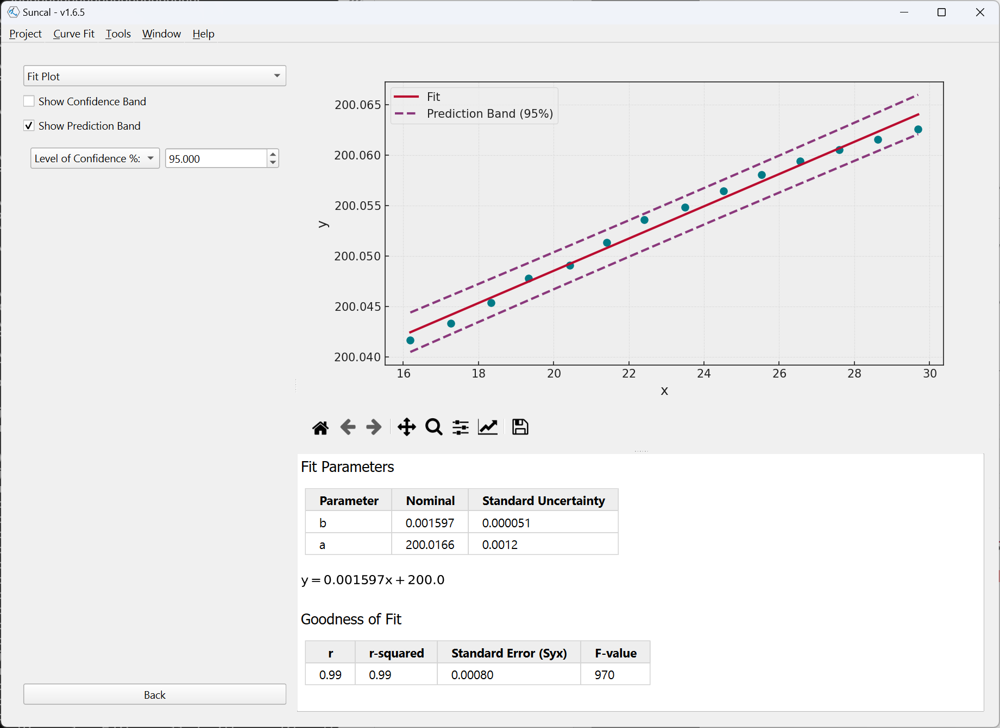 Suncal - v1.6.5
Project Curve Fit Tools Window Help
Fit Plot
Show Confidence Band
Show Prediction Band
Level of Confidence %: 95.000
Back
Fit
Prediction Band (95%)
200.065
200.060
200.055
200.050
200.045
200.040
y
16 18 20 22 24 26 28 30
x
Fit Parameters
Parameter Nominal Standard Uncertainty
b 0.001597 0.000051
a 200.0166 0.0012
y = 0.001597x + 200.0
Goodness of Fit
r r-squared Standard Error (Syx) F-value
0.99 0.99 0.00080 970